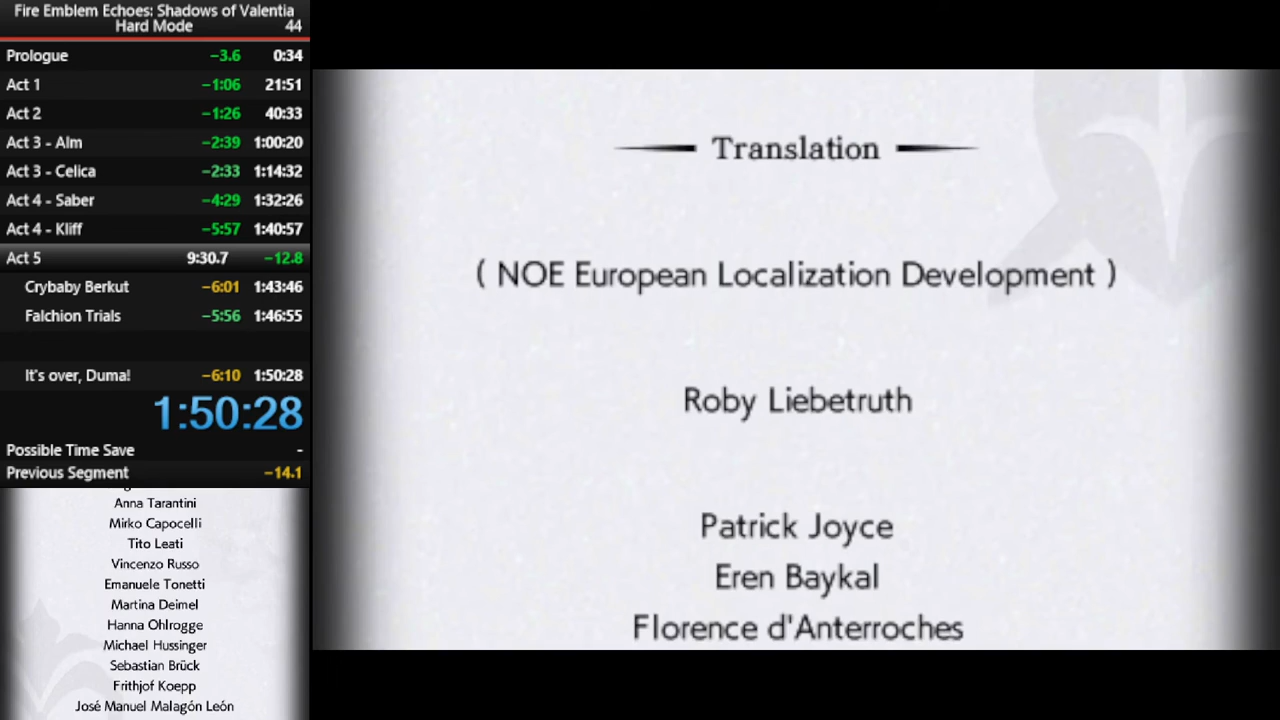 Fire Emblem Echoes: Shadows of Valentia
Hard Mode 44
Prologue -3.6 0:34
Act 1 -1:06 21:51
Act 2 -1:26 40:33
Act 3 - Alm -2:39 1:00:20
Act 3 - Celica -2:33 1:14:32
Act 4 - Saber -4:29 1:32:26
Act 4 - Kliff -5:57 1:40:57
Act 5 9:30.7 -12.8
Crybaby Berkut -6:01 1:43:46
Falchion Trials -5:56 1:46:55
It's over, Duma! -6:10 1:50:28
1:50:28
Possible Time Save -
Previous Segment -14.1
Anna Tarantini
Mirko Capocelli
Tito Leati
Vincenzo Russo
Emanuele Tonetti
Martina Deimel
Hanna Ohlrogge
Michael Hussinger
Sebastian Brück
Frithjof Koepp
José Manuel Malagón León
Translation
( NOE European Localization Development )
Roby Liebetruth
Patrick Joyce
Eren Baykal
Florence d'Anterroches